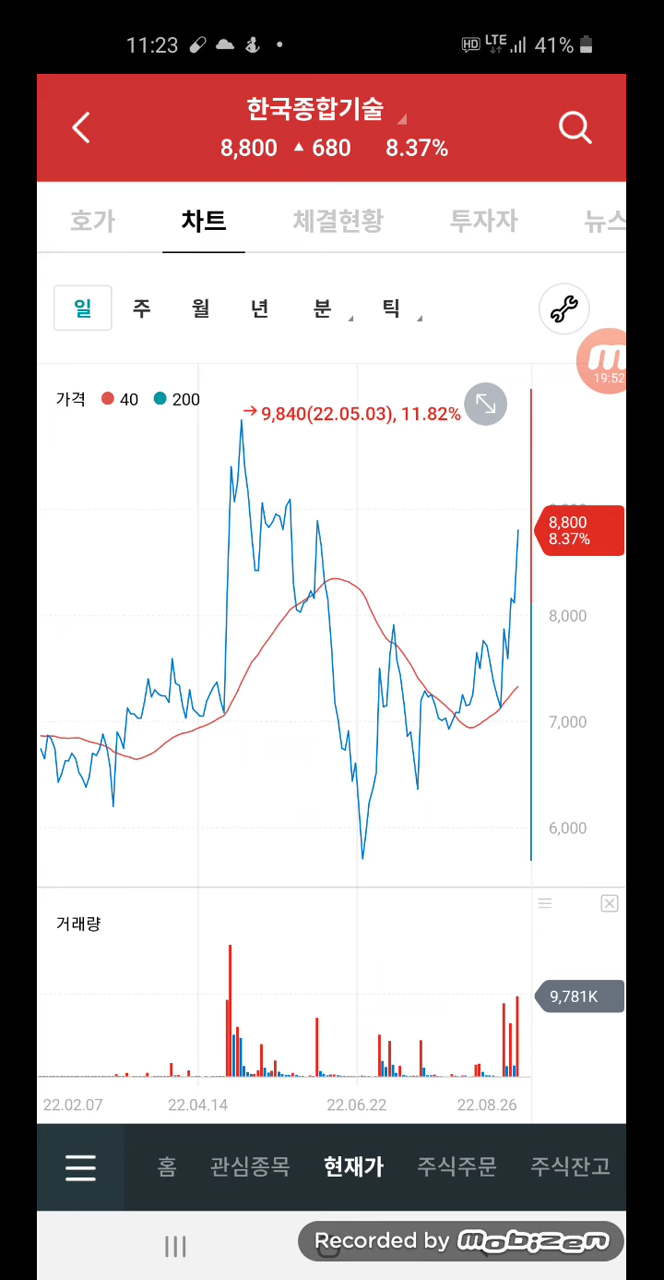 11:23 HD LTE 41%
한국종합기술
8,800 ▲ 680 8.37%
호가 차트 체결현황 투자자 뉴스
일 주 월 년 분 틱
19:52
가격 40 200
→9,840(22.05.03), 11.82%
8,800
8.37%
8,000
7,000
6,000
거래량
9,781K
22.02.07 22.04.14 22.06.22 22.08.26
홈 관심종목 현재가 주식주문 주식잔고
Recorded by mobizen